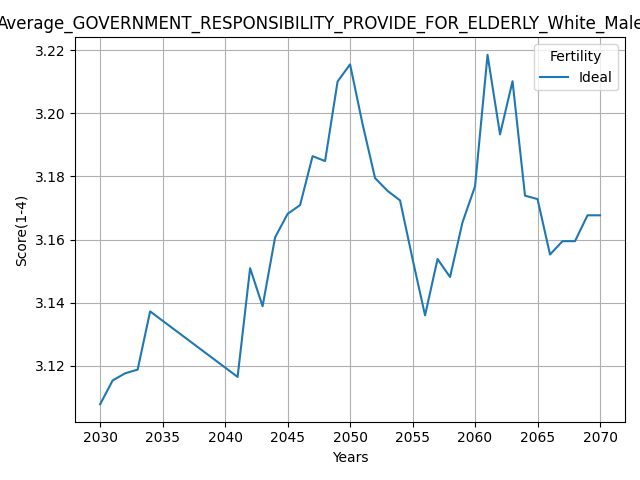 Average_GOVERNMENT_RESPONSIBILITY_PROVIDE_FOR_ELDERLY_White_Male
Fertility
Ideal
3.22
3.20
3.18
3.16
3.14
3.12
Score(1-4)
2030 2035 2040 2045 2050 2055 2060 2065 2070
Years